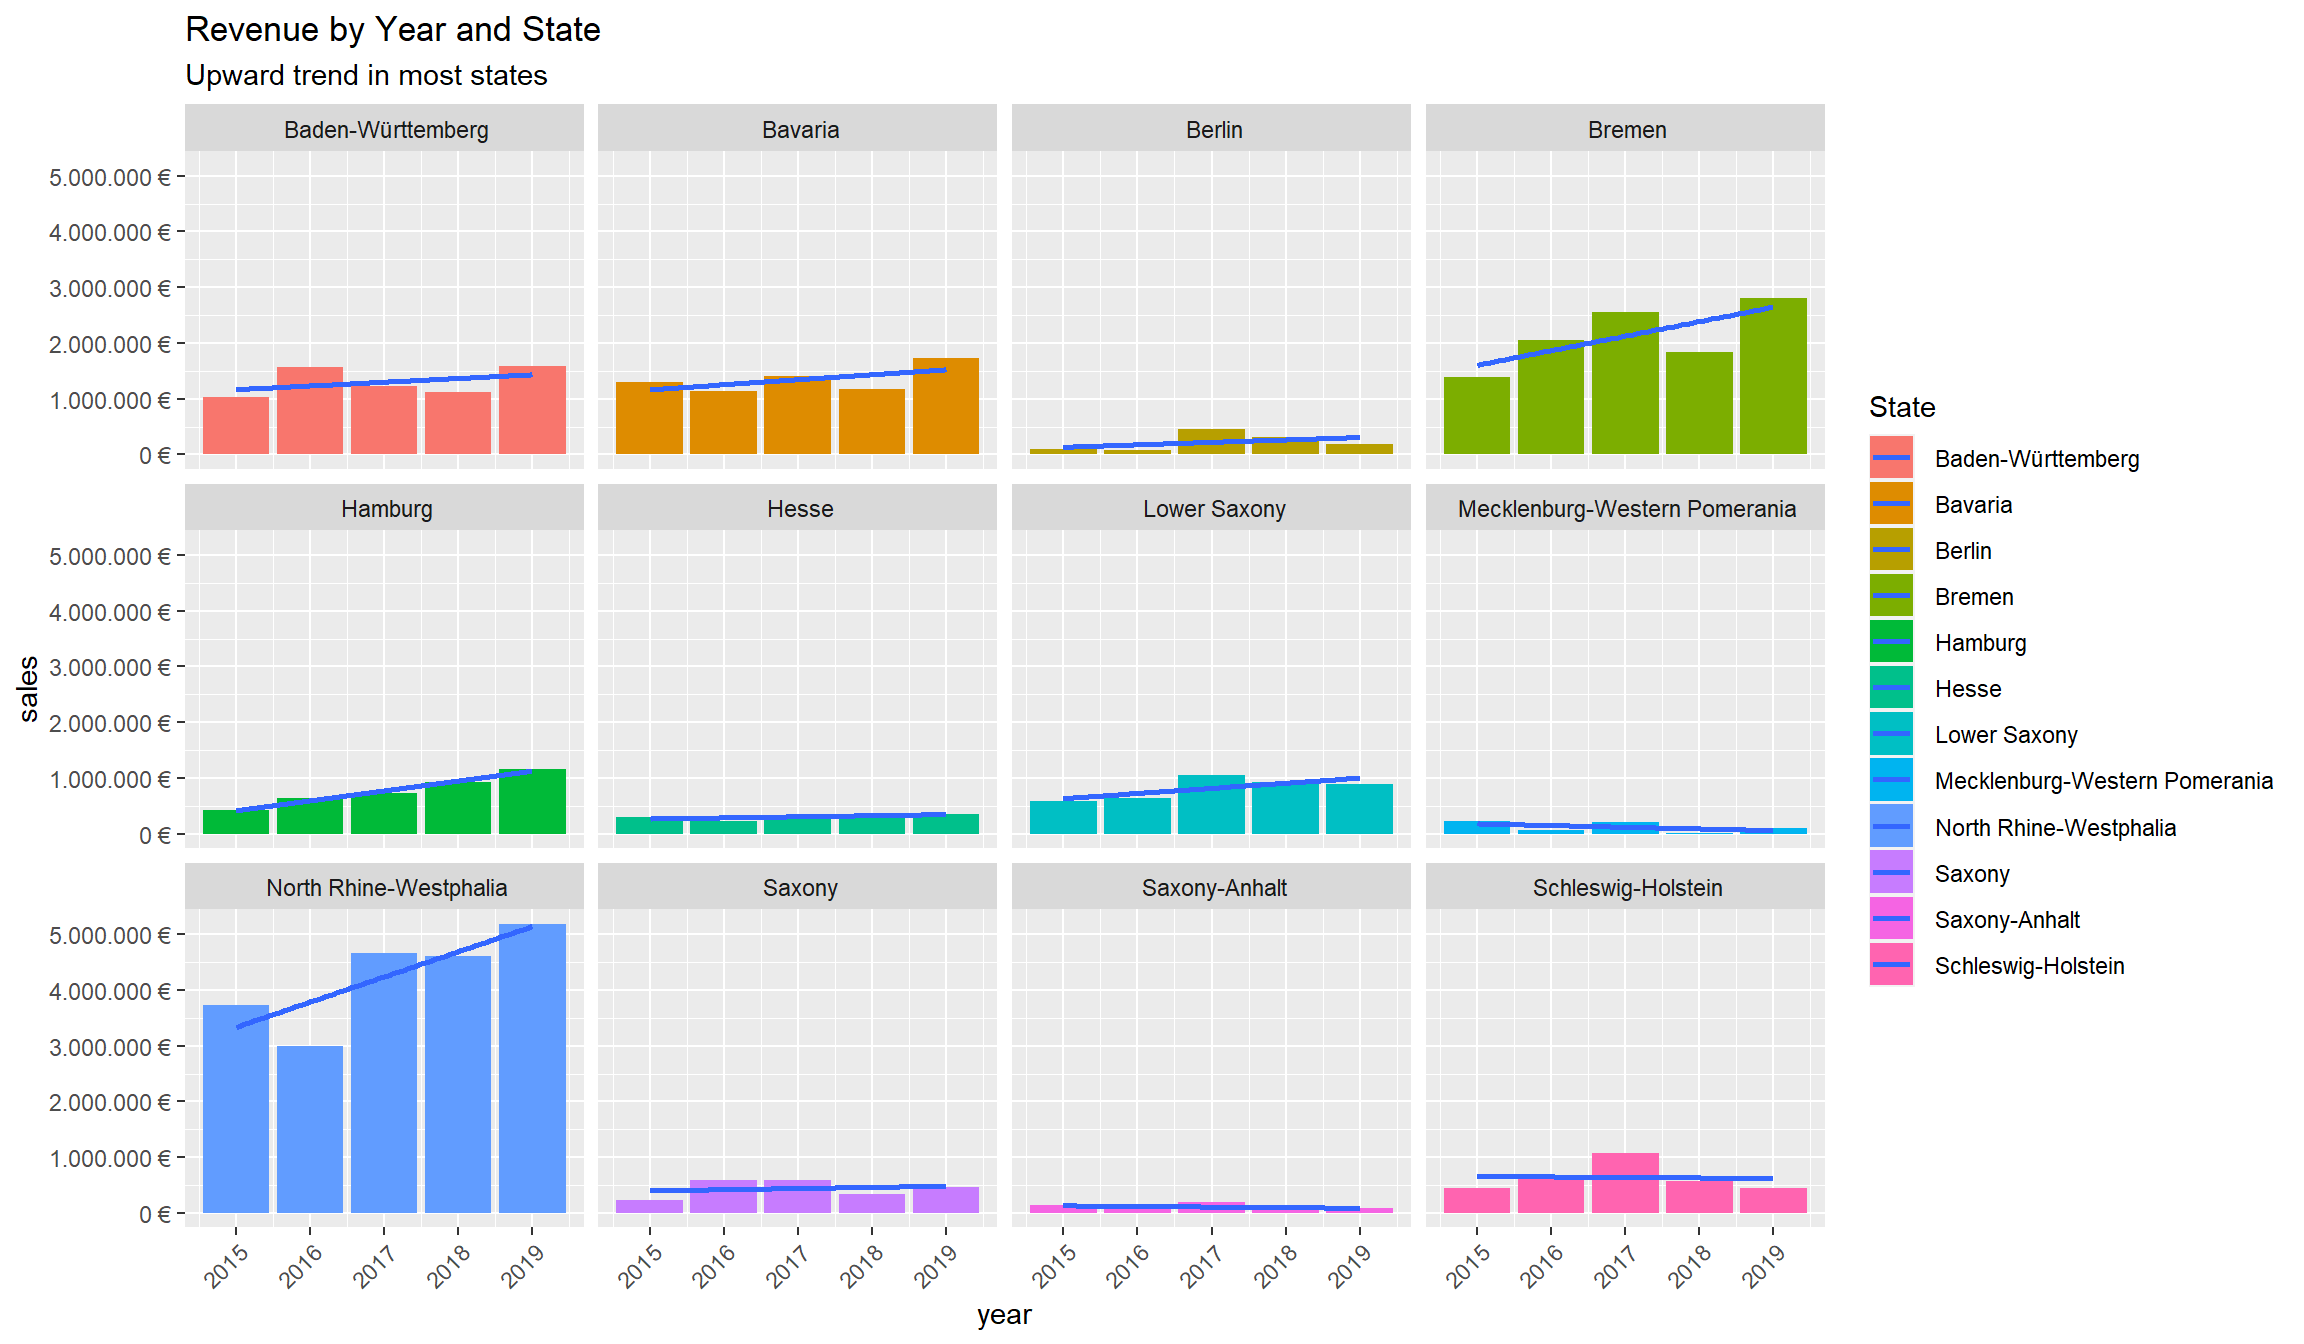 Revenue by Year and State
Upward trend in most states
Baden-Württemberg
Bavaria
Berlin
Bremen
5.000.000 €
4.000.000 €
3.000.000 €
2.000.000 €
1.000.000 €
0 €
Hamburg
Hesse
Lower Saxony
Mecklenburg-Western Pomerania
5.000.000 €
4.000.000 €
3.000.000 €
2.000.000 €
1.000.000 €
0 €
North Rhine-Westphalia
Saxony
Saxony-Anhalt
Schleswig-Holstein
5.000.000 €
4.000.000 €
3.000.000 €
2.000.000 €
1.000.000 €
0 €
sales
2015 2016 2017 2018 2019
2015 2016 2017 2018 2019
2015 2016 2017 2018 2019
2015 2016 2017 2018 2019
year
State
Baden-Württemberg
Bavaria
Berlin
Bremen
Hamburg
Hesse
Lower Saxony
Mecklenburg-Western Pomerania
North Rhine-Westphalia
Saxony
Saxony-Anhalt
Schleswig-Holstein